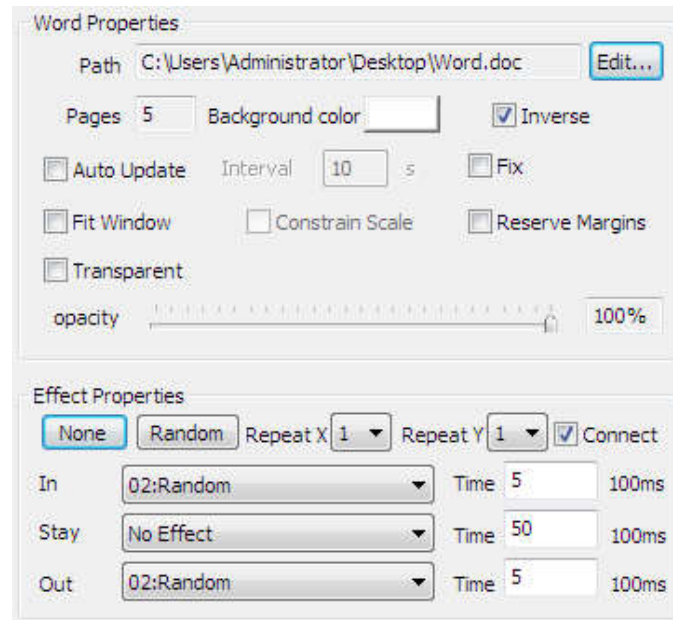 Word Properties
Path C:\Users\Administrator\Desktop\Word.doc Edit...
Pages 5 Background color Inverse
Auto Update Interval 10 s Fix
Fit Window Constrain Scale Reserve Margins
Transparent
opacity 100%
Effect Properties
None Random Repeat X 1 Repeat Y 1 Connect
In 02:Random Time 5 100ms
Stay No Effect Time 50 100ms
Out 02:Random Time 5 100ms